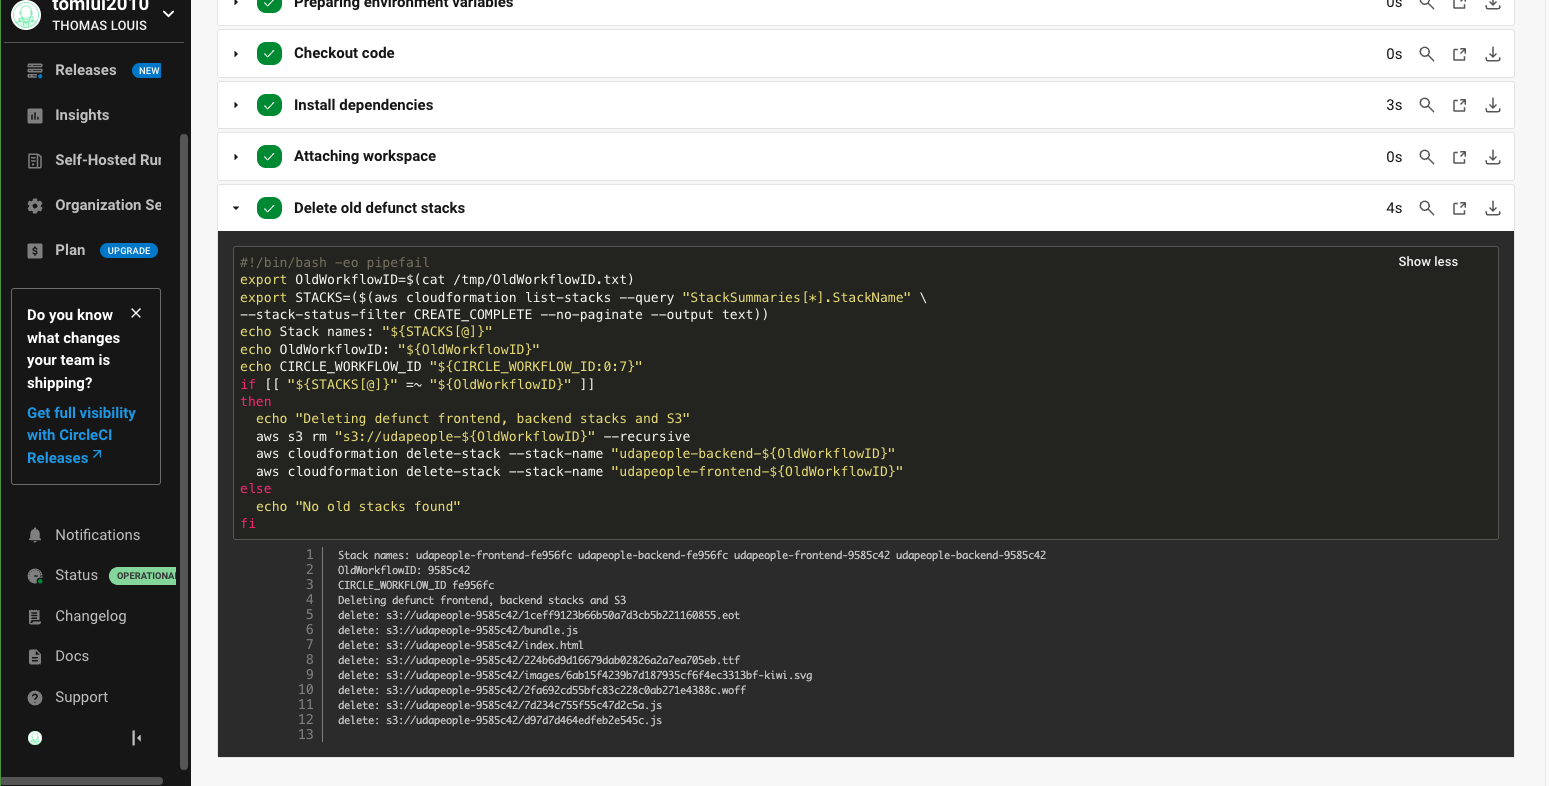 tomlui2010
THOMAS LOUIS
Releases NEW
Insights
Self-Hosted Run
Organization Se
Plan UPGRADE
Do you know
what changes
your team is
shipping?
Get full visibility
with CircleCI
Releases
Notifications
Status OPERATIONAL
Changelog
Docs
Support
Preparing environment variables 0s
Checkout code 0s
Install dependencies 3s
Attaching workspace 0s
Delete old defunct stacks 4s
Show less
#!/bin/bash -eo pipefail
export OldWorkflowID=$(cat /tmp/OldWorkflowID.txt)
export STACKS=($(aws cloudformation list-stacks --query "StackSummaries[*].StackName" \
--stack-status-filter CREATE_COMPLETE --no-paginate --output text))
echo Stack names: "${STACKS[@]}"
echo OldWorkflowID: "${OldWorkflowID}"
echo CIRCLE_WORKFLOW_ID "${CIRCLE_WORKFLOW_ID:0:7}"
if [[ "${STACKS[@]}" =~ "${OldWorkflowID}" ]]
then
  echo "Deleting defunct frontend, backend stacks and S3"
  aws s3 rm "s3://udapeople-${OldWorkflowID}" --recursive
  aws cloudformation delete-stack --stack-name "udapeople-backend-${OldWorkflowID}"
  aws cloudformation delete-stack --stack-name "udapeople-frontend-${OldWorkflowID}"
else
  echo "No old stacks found"
fi
1 Stack names: udapeople-frontend-fe956fc udapeople-backend-fe956fc udapeople-frontend-9585c42 udapeople-backend-9585c42
2 OldWorkflowID: 9585c42
3 CIRCLE_WORKFLOW_ID fe956fc
4 Deleting defunct frontend, backend stacks and S3
5 delete: s3://udapeople-9585c42/1ceff9123b66b50a7d3cb5b221160855.eot
6 delete: s3://udapeople-9585c42/bundle.js
7 delete: s3://udapeople-9585c42/index.html
8 delete: s3://udapeople-9585c42/224b6d9d16679dab02826a2a7ea705eb.ttf
9 delete: s3://udapeople-9585c42/images/6ab15f4239b7d187935cf6f4ec3313bf-kiwi.svg
10 delete: s3://udapeople-9585c42/2fa692cd55bfc83c228c0ab271e4388c.woff
11 delete: s3://udapeople-9585c42/7d234c755f55c47d2c5a.js
12 delete: s3://udapeople-9585c42/d97d7d464edfeb2e545c.js
13